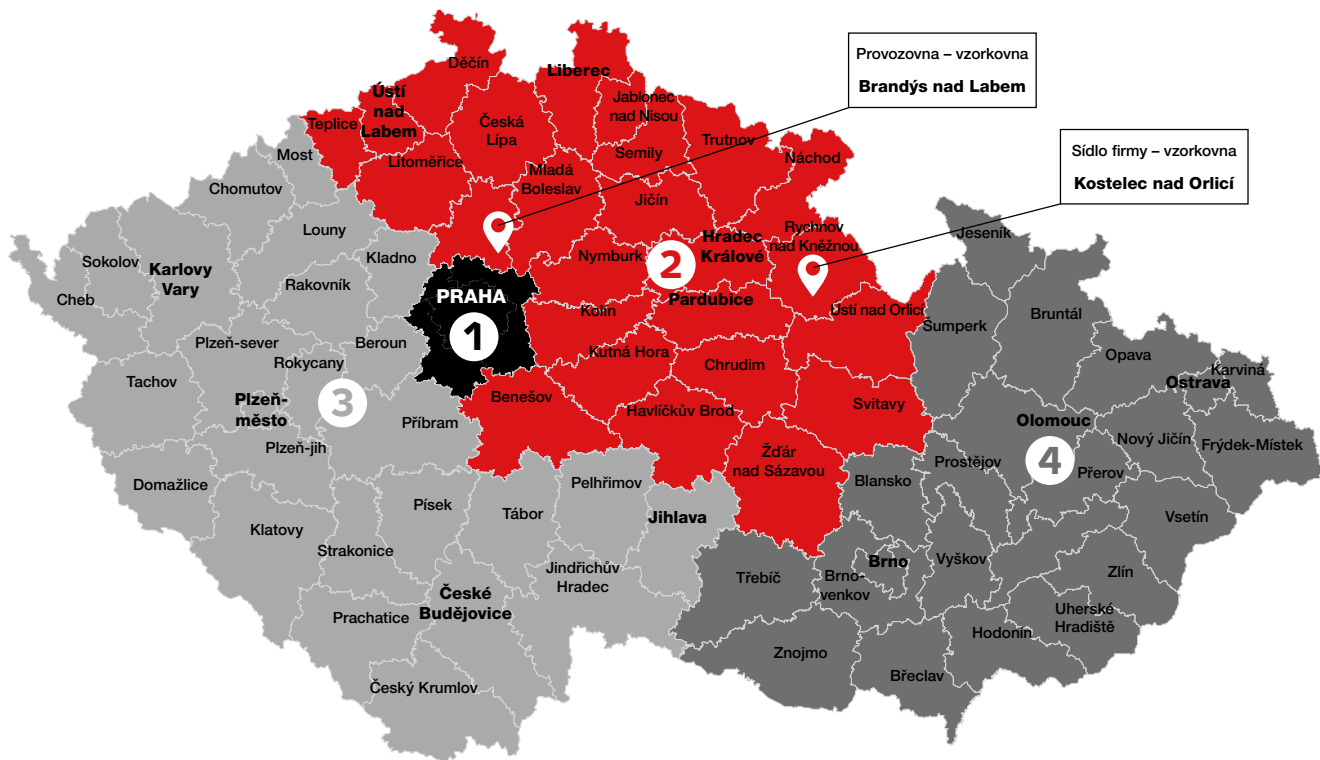 Provozovna – vzorkovna
Brandýs nad Labem
Sídlo firmy – vzorkovna
Kostelec nad Orlicí
Děčín
Liberec
Ústí
nad
Labem
Teplice
Jablonec
nad Nisou
Česká
Lípa
Trutnov
Most
Litoměřice
Semily
Náchod
Mladá
Boleslav
Chomutov
Jičín
Louny
Rychnov
nad Kněžnou
Hradec
Králové
Jeseník
Kladno
Nymburk
2
Sokolov
Karlovy
Vary
Rakovník
Cheb
PRAHA
1
Pardubice
Kolín
Ústí nad Orlicí
Šumperk
Bruntál
Plzeň-sever
Beroun
Rokycany
Kutná Hora
Chrudim
Opava
Karviná
Ostrava
Tachov
Plzeň-
město
3
Benešov
Havlíčkův Brod
Svitavy
Příbram
Olomouc
4
Nový Jičín
Frýdek-Místek
Plzeň-jih
Žďár
nad Sázavou
Prostějov
Přerov
Domažlice
Pelhřimov
Blansko
Klatovy
Písek
Tábor
Jihlava
Vsetín
Strakonice
Jindřichův
Hradec
Třebíč
Brno-
venkov
Brno
Vyškov
Zlín
České
Budějovice
Prachatice
Uherské
Hradiště
Hodonín
Znojmo
Břeclav
Český Krumlov